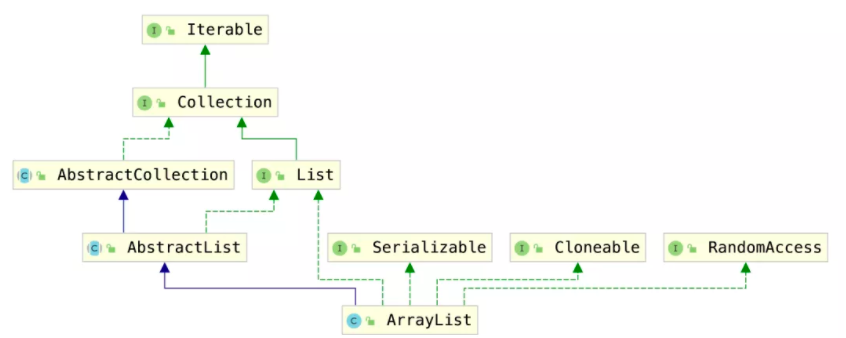 I Iterable
I Collection
C AbstractCollection
I List
C AbstractList
I Serializable
I Cloneable
I RandomAccess
C ArrayList